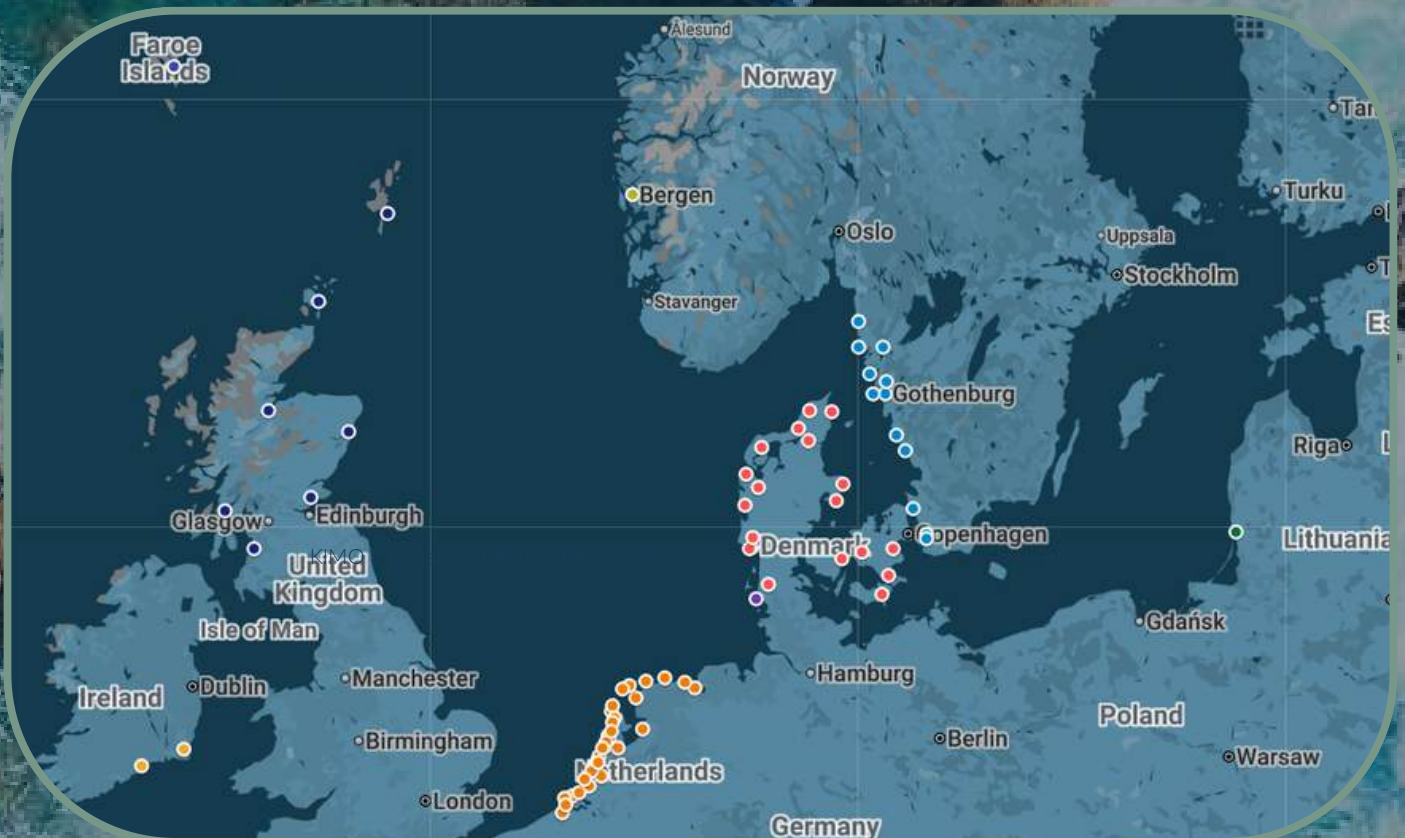 Ålesund
Faroe
Islands
Norway
Bergen
Turku
Oslo
Uppsala
Stockholm
Stavanger
Gothenburg
Riga
Glasgow
Edinburgh
Copenhagen
Denmark
Lithuania
KIMO
United
Kingdom
Isle of Man
Gdańsk
Ireland
Dublin
Manchester
Hamburg
Poland
Birmingham
Berlin
Warsaw
Netherlands
London
Germany